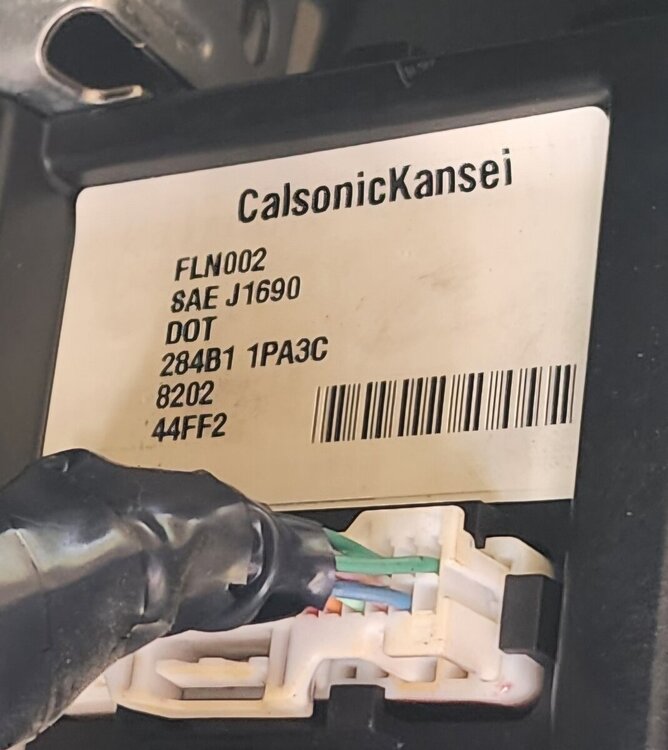 CalsonicKansei
FLN002
SAE J1690
DOT
284B1 1PA3C
8202
44FF2